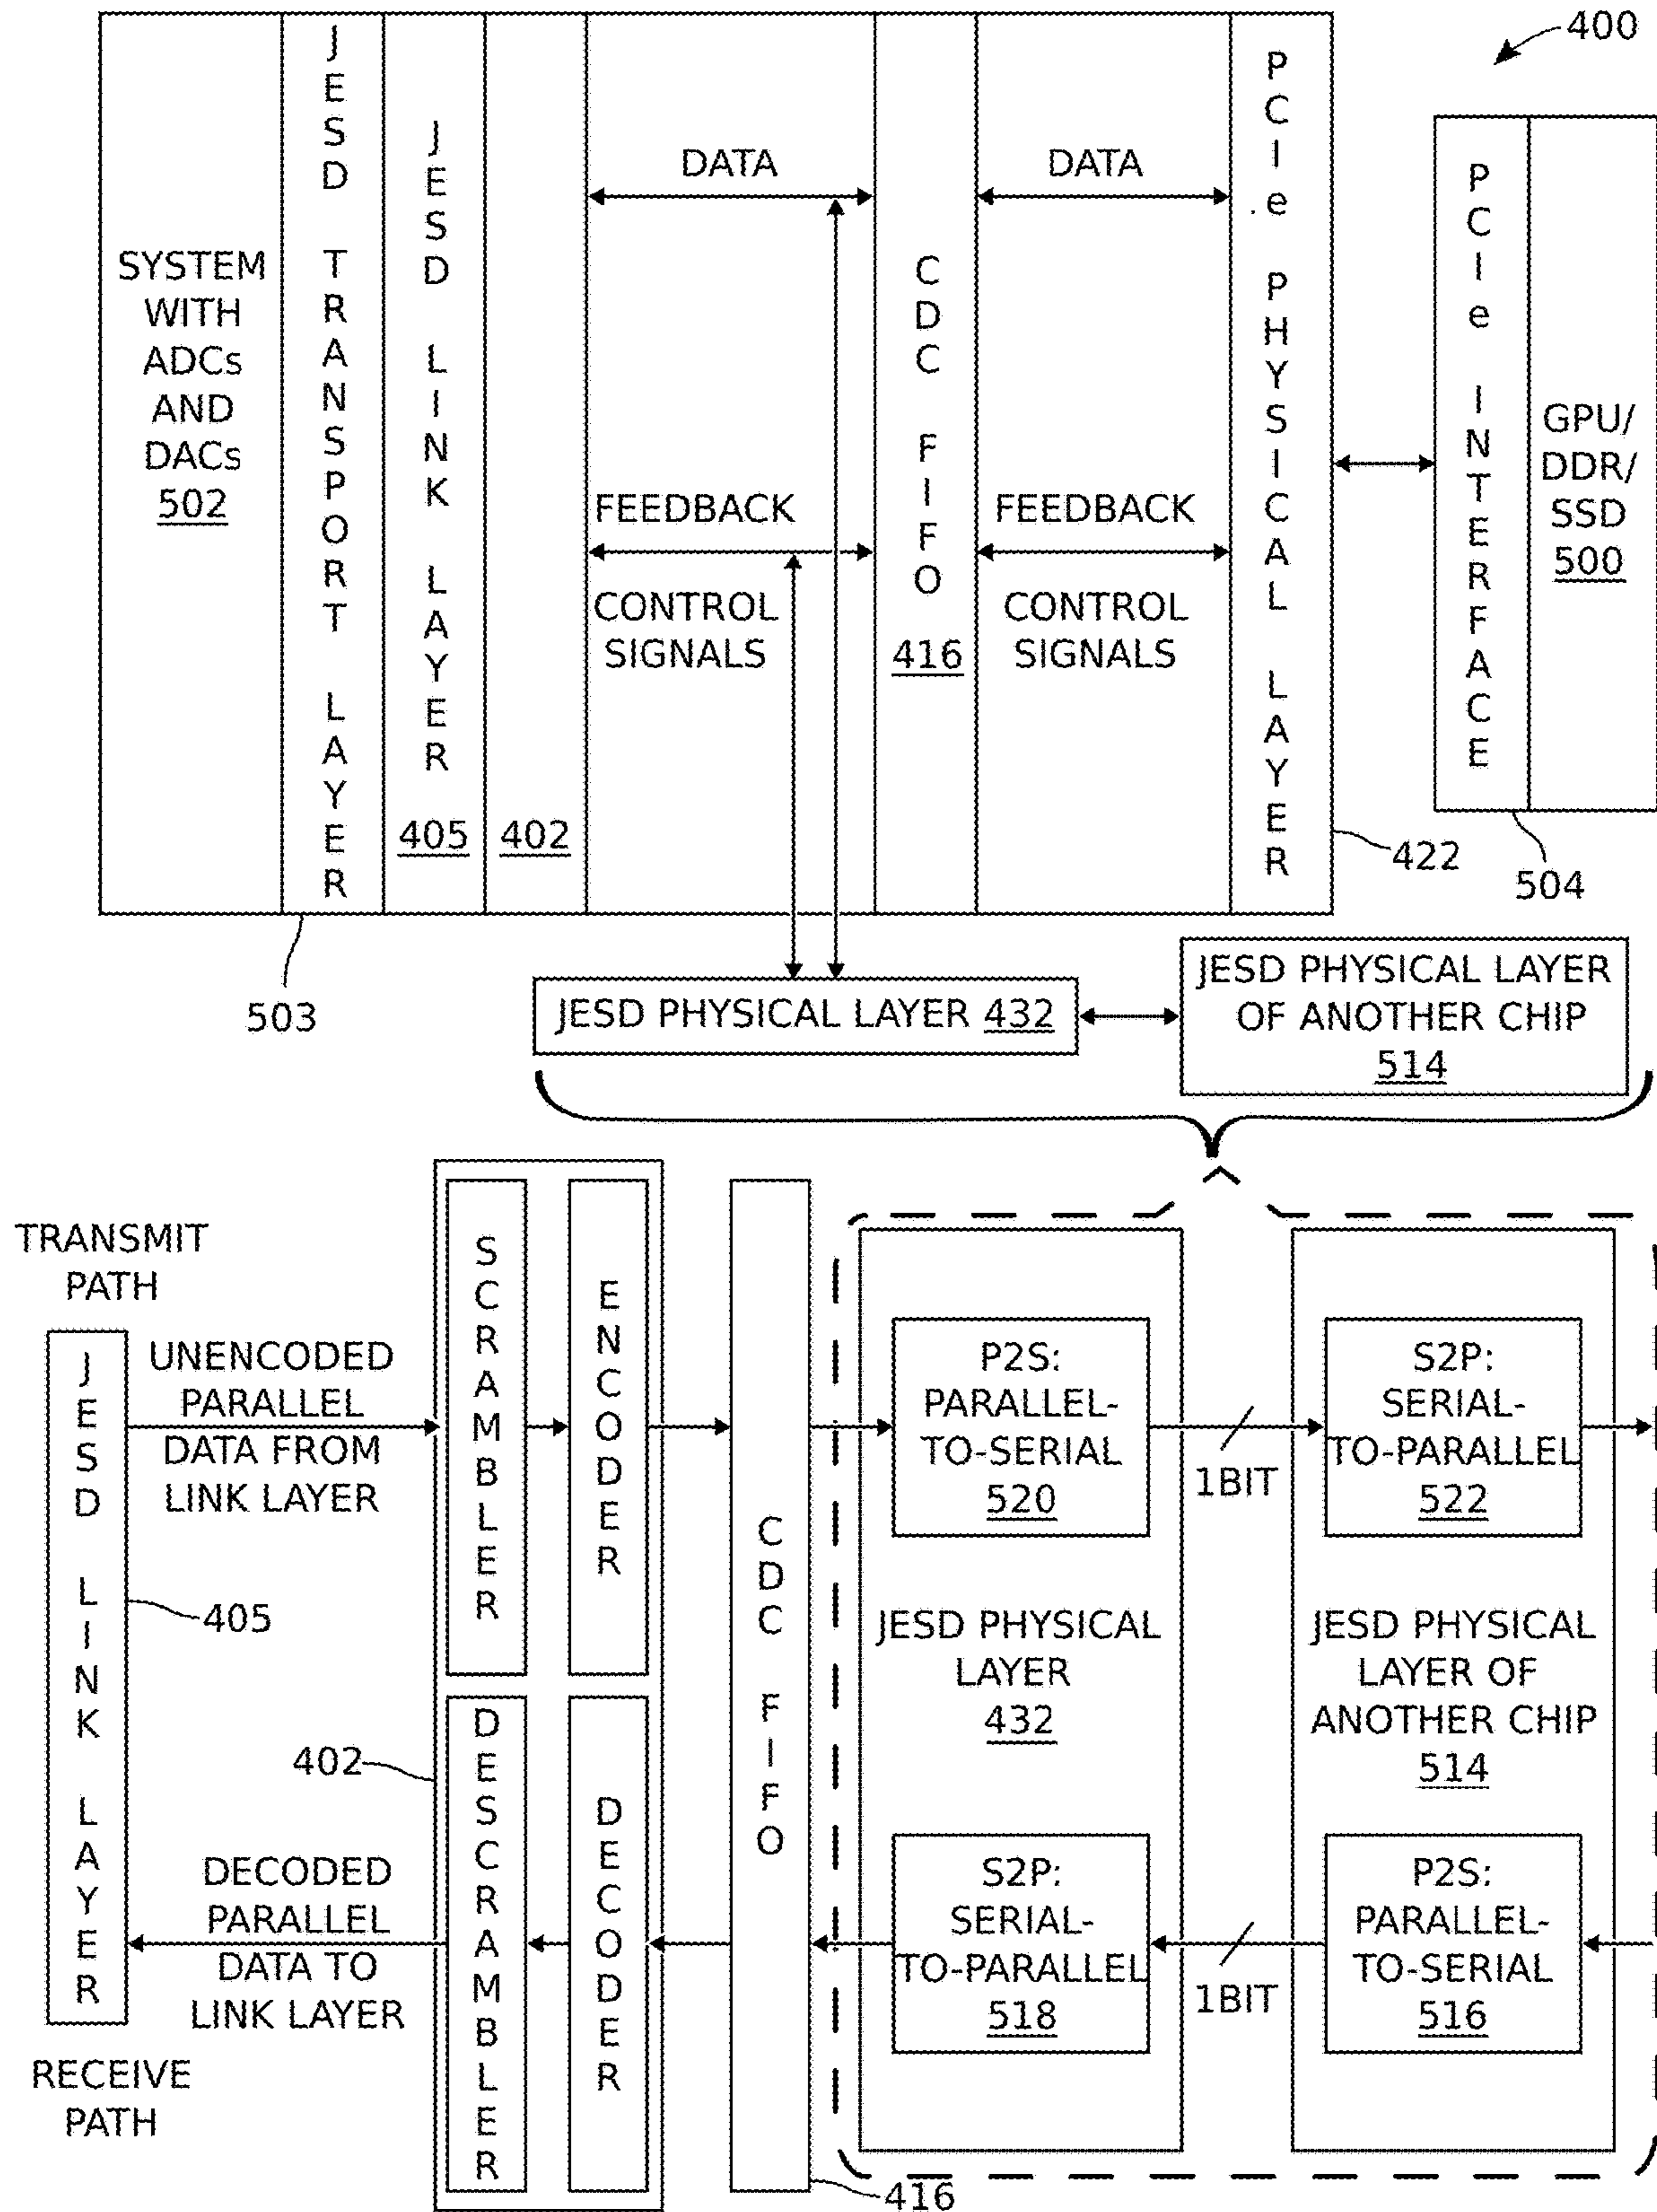 400
SYSTEM
WITH
ADCs
AND
DACs
502
JESD TRANSPORT LAYER
503
JESD LINK LAYER
405
402
DATA
FEEDBACK
CONTROL
SIGNALS
CDC FIFO
416
DATA
FEEDBACK
CONTROL
SIGNALS
PCIe PHYSICAL LAYER
422
PCIe INTERFACE
504
GPU/
DDR/
SSD
500
JESD PHYSICAL LAYER 432
JESD PHYSICAL LAYER
OF ANOTHER CHIP
514
TRANSMIT
PATH
JESD LINK LAYER
405
UNENCODED
PARALLEL
DATA FROM
LINK LAYER
SCRAMBLER
ENCODER
CDC FIFO
416
P2S:
PARALLEL-
TO-SERIAL
520
1BIT
S2P:
SERIAL-
TO-PARALLEL
522
JESD PHYSICAL
LAYER
432
JESD PHYSICAL
LAYER OF
ANOTHER CHIP
514
402
DESCRAMBLER
DECODER
DECODED
PARALLEL
DATA TO
LINK LAYER
S2P:
SERIAL-
TO-PARALLEL
518
1BIT
P2S:
PARALLEL-
TO-SERIAL
516
RECEIVE
PATH